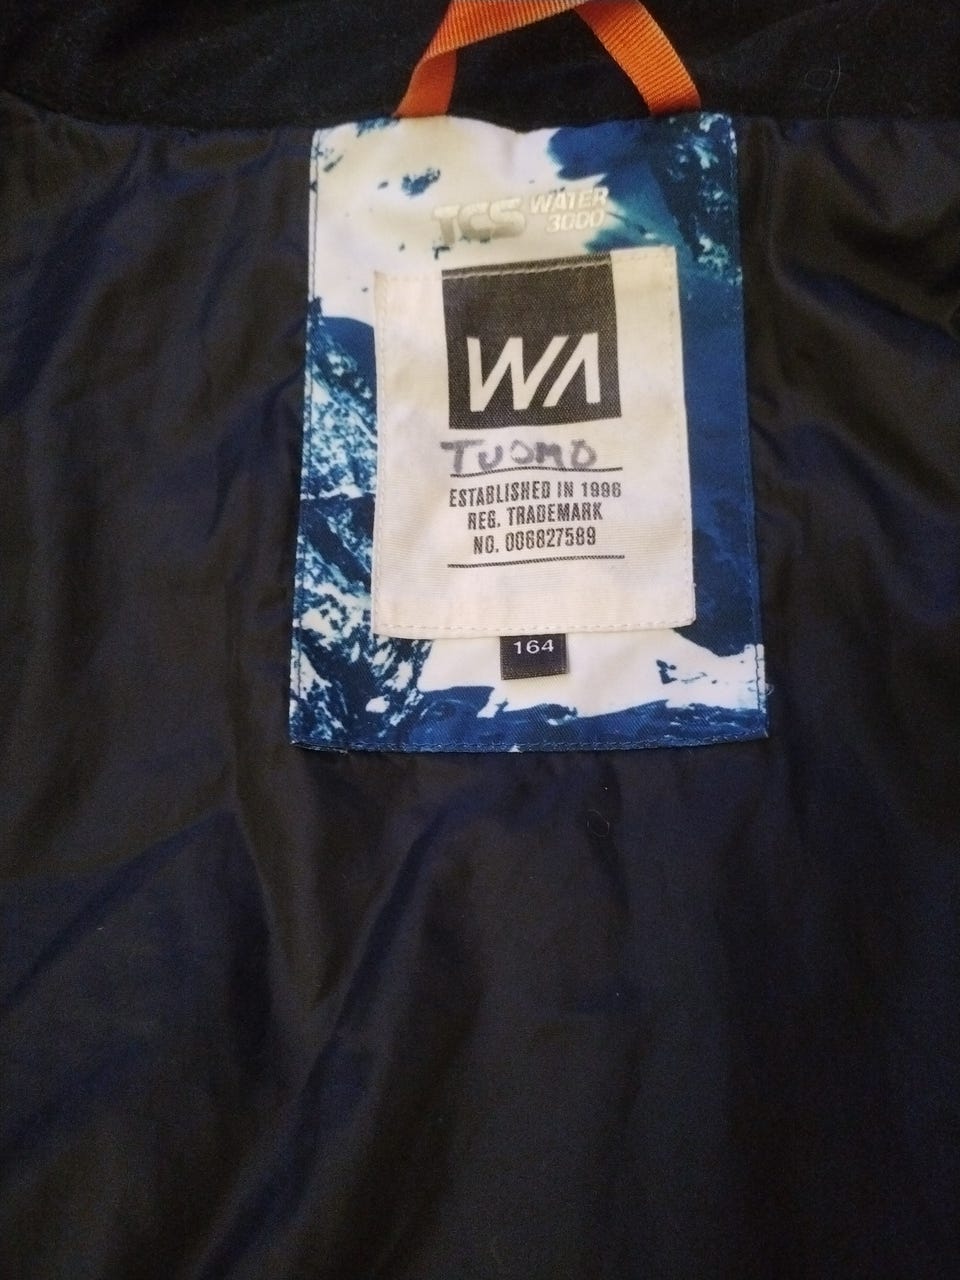 TCS WATER
3000
WA
TUOMO
ESTABLISHED IN 1996
REG. TRADEMARK
NO. 006827589
164